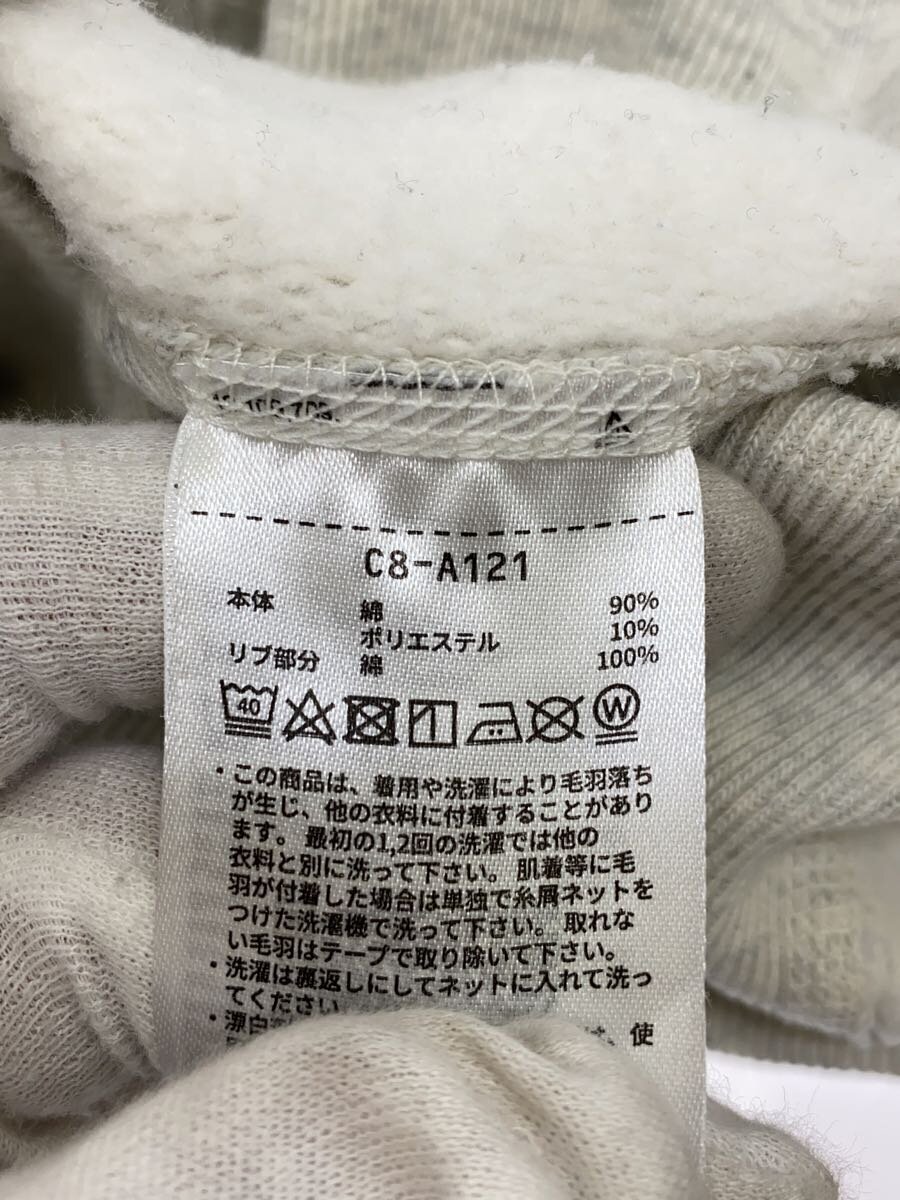 C8-A121
本体 綿 90%
ポリエステル 10%
リブ部分 綿 100%
40
W
・この商品は、着用や洗濯により毛羽落ち
が生じ、他の衣料に付着することがあり
ます。最初の1,2回の洗濯では他の
衣料と別に洗って下さい。肌着等に毛
羽が付着した場合は単独で糸屑ネットを
つけた洗濯機で洗って下さい。取れな
い毛羽はテープで取り除いて下さい。
・洗濯は裏返しにしてネットに入れて洗っ
てください
・漂白 は、使